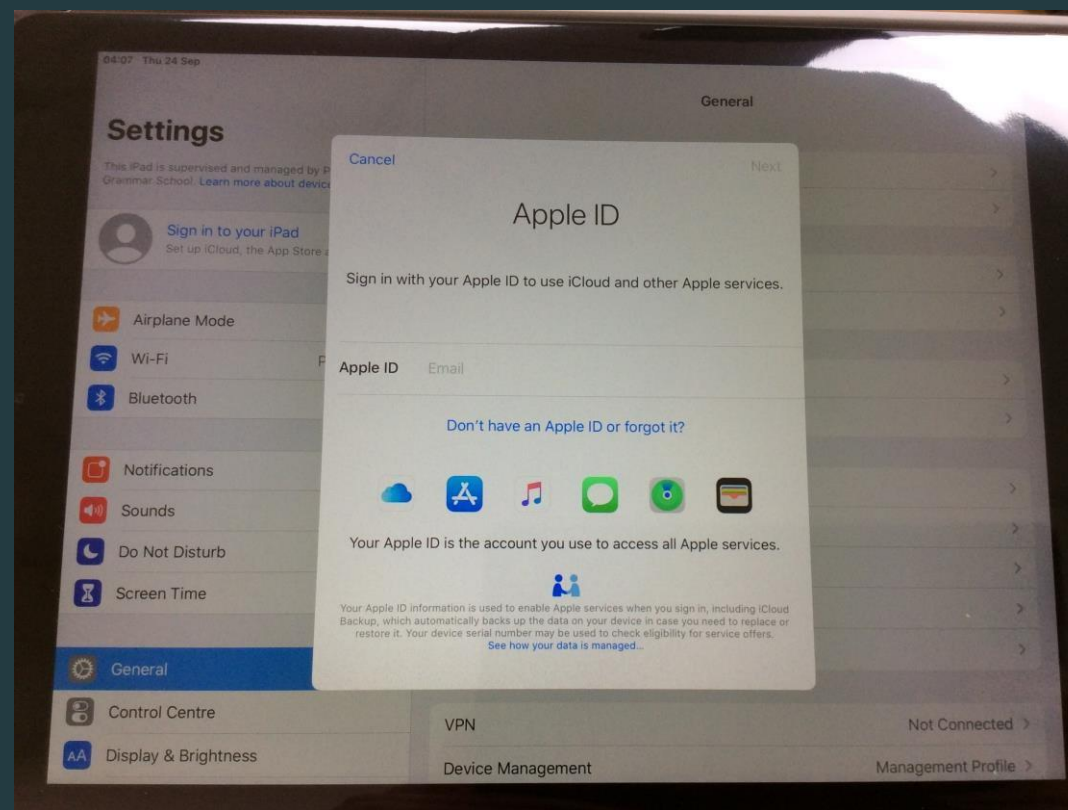 04:07 Thu 24 Sep
General
Settings
This iPad is supervised and managed by P
Grammar School. Learn more about device
Sign in to your iPad
Set up iCloud, the App Store
Airplane Mode
Wi-Fi
Bluetooth
Notifications
Sounds
Do Not Disturb
Screen Time
General
Control Centre
AA Display & Brightness
Cancel
Next
Apple ID
Sign in with your Apple ID to use iCloud and other Apple services.
Apple ID Email
Don't have an Apple ID or forgot it?
Your Apple ID is the account you use to access all Apple services.
Your Apple ID information is used to enable Apple services when you sign in, including iCloud
Backup, which automatically backs up the data on your device in case you need to replace or
restore it. Your device serial number may be used to check eligibility for service offers.
See how your data is managed...
VPN Not Connected
Device Management Management Profile